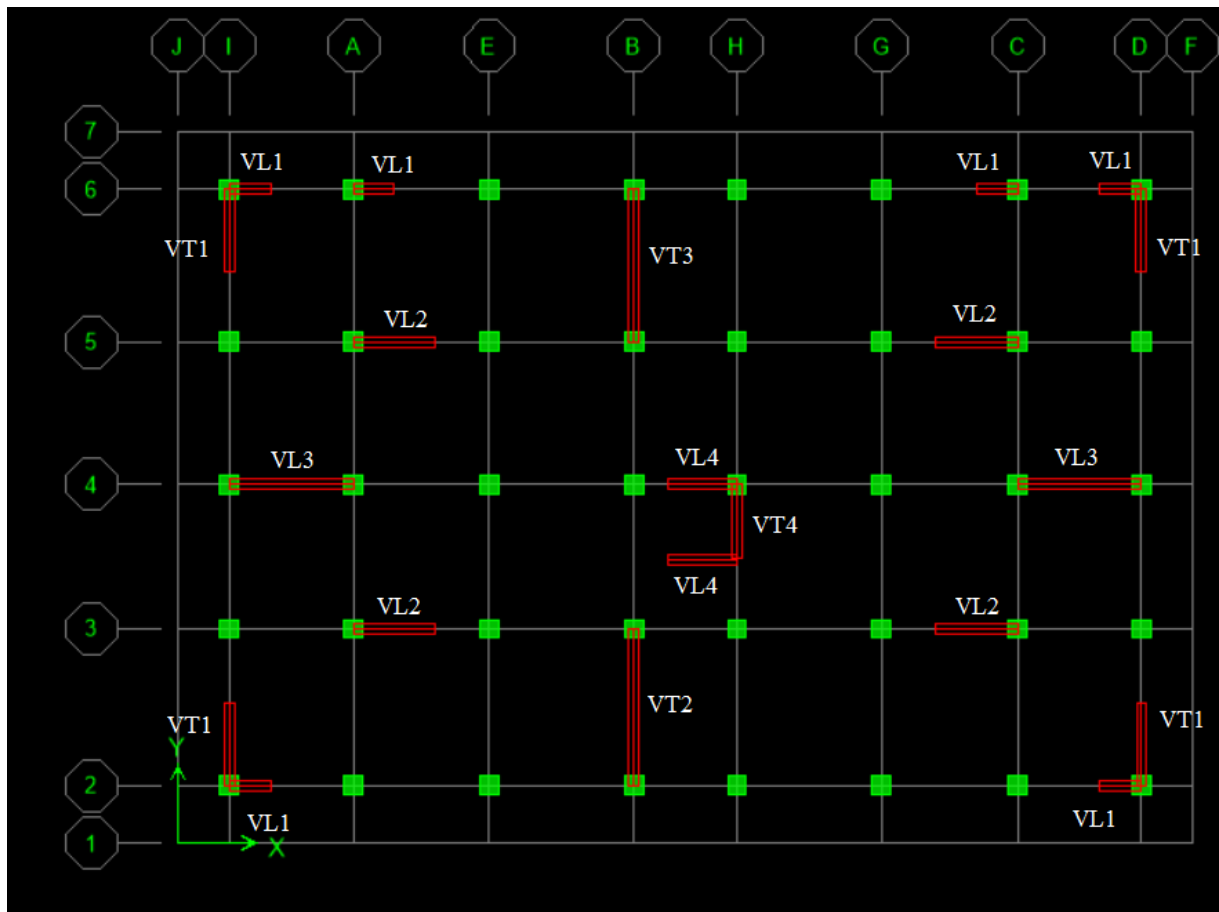 J I A E B H G C D F
7
VL1 VL1 VL1 VL1
6
VT1 VT3 VT1
VL2 VL2
5
VL3 VL4 VL3
4
VT4
VL4
VL2 VL2
3
VT1 VT2 VT1
Y
2
VL1 VL1
1
X